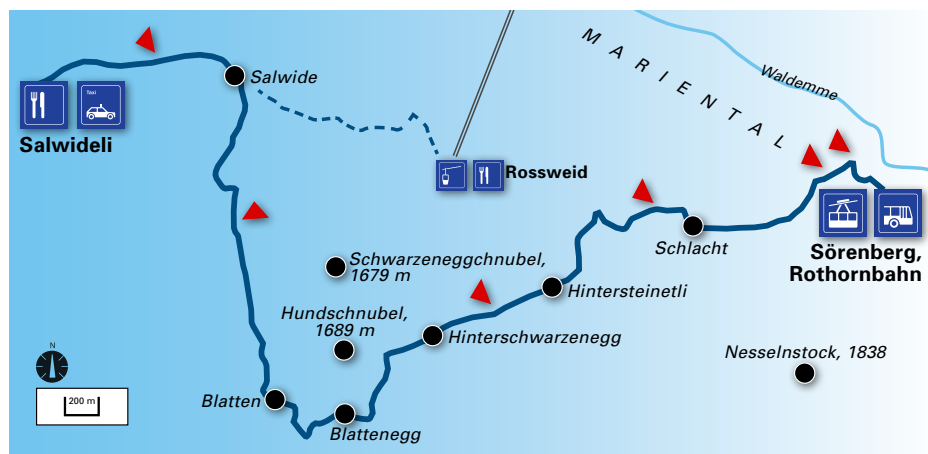 MARIENTAL
Waldemme
Salwide
Taxi
Salwideli
Rossweid
Schlacht
Sörenberg,
Rothornbahn
Schwarzeneggchnubel,
1679 m
Hintersteinetli
Hundschnubel,
1689 m
Hinterschwarzenegg
Nesselnstock, 1838
N
200 m
Blatten
Blattenegg